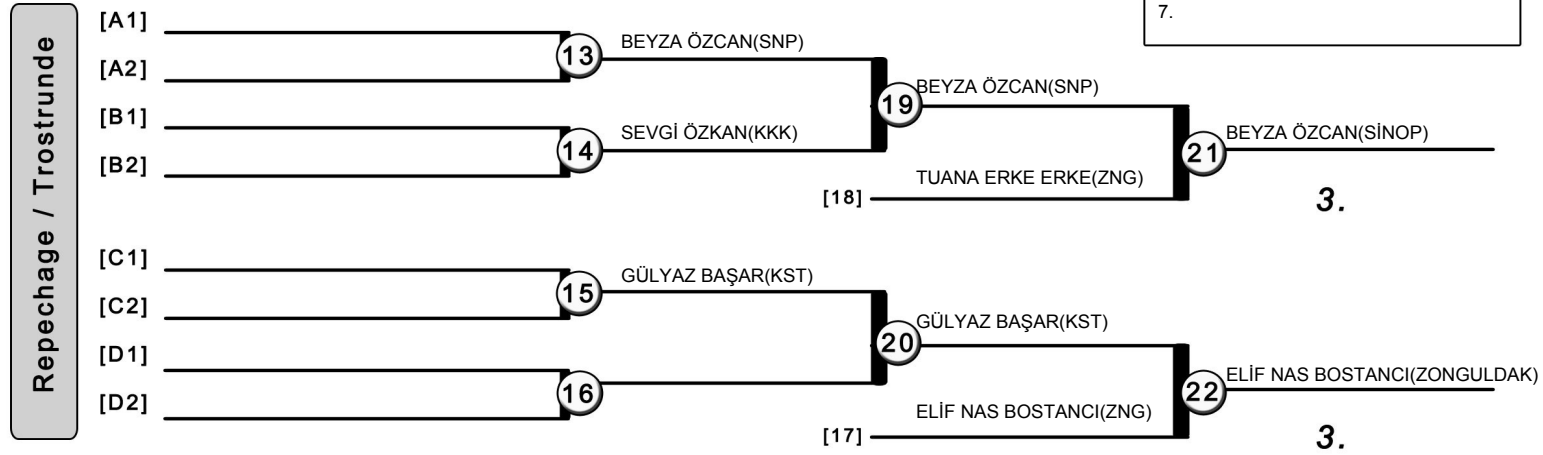 7.
Repechage / Trostrunde
[A1]
[A2]
13
BEYZA ÖZCAN(SNP)
[B1]
[B2]
14
SEVGİ ÖZKAN(KKK)
19
BEYZA ÖZCAN(SNP)
[18]
TUANA ERKE ERKE(ZNG)
21
BEYZA ÖZCAN(SİNOP)
3.
[C1]
[C2]
15
GÜLYAZ BAŞAR(KST)
[D1]
[D2]
16
20
GÜLYAZ BAŞAR(KST)
[17]
ELİF NAS BOSTANCI(ZNG)
22
ELİF NAS BOSTANCI(ZONGULDAK)
3.